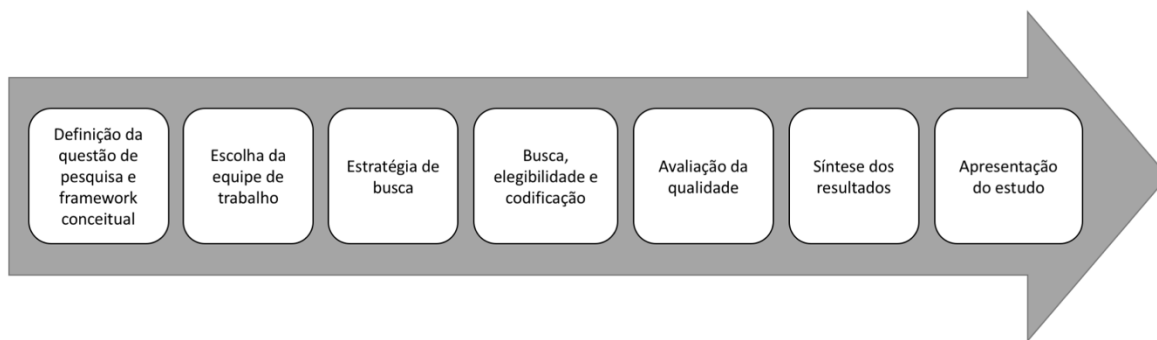 Definição da
questão de
pesquisa e
framework
conceitual
Escolha da
equipe de
trabalho
Estratégia de
busca
Busca,
elegibilidade e
codificação
Avaliação da
qualidade
Síntese dos
resultados
Apresentação
do estudo